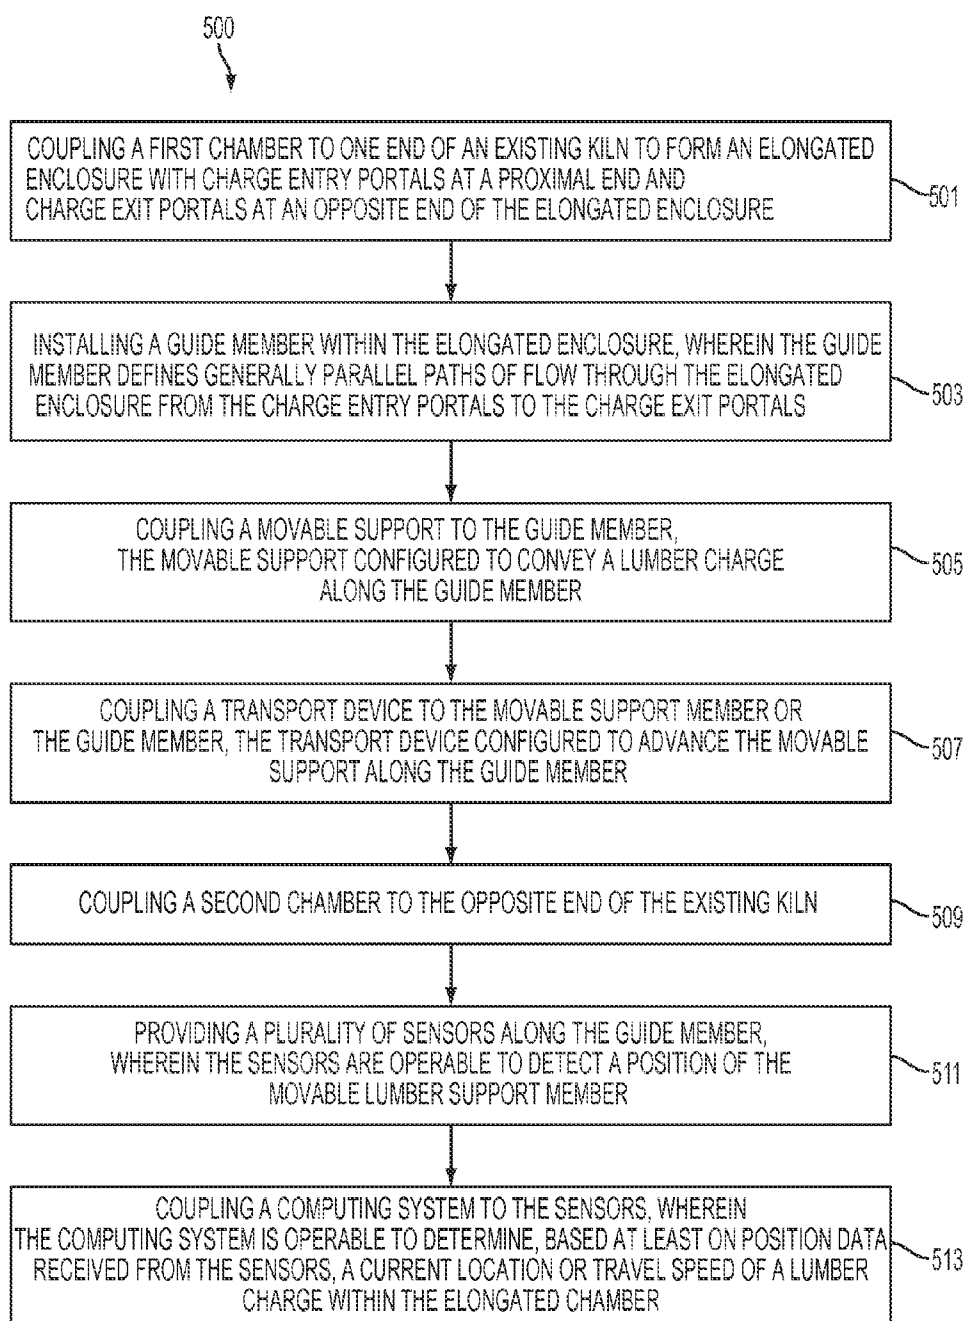 500
COUPLING A FIRST CHAMBER TO ONE END OF AN EXISTING KILN TO FORM AN ELONGATED
ENCLOSURE WITH CHARGE ENTRY PORTALS AT A PROXIMAL END AND
CHARGE EXIT PORTALS AT AN OPPOSITE END OF THE ELONGATED ENCLOSURE
501
INSTALLING A GUIDE MEMBER WITHIN THE ELONGATED ENCLOSURE, WHEREIN THE GUIDE
MEMBER DEFINES GENERALLY PARALLEL PATHS OF FLOW THROUGH THE ELONGATED
ENCLOSURE FROM THE CHARGE ENTRY PORTALS TO THE CHARGE EXIT PORTALS
503
COUPLING A MOVABLE SUPPORT TO THE GUIDE MEMBER,
THE MOVABLE SUPPORT CONFIGURED TO CONVEY A LUMBER CHARGE
ALONG THE GUIDE MEMBER
505
COUPLING A TRANSPORT DEVICE TO THE MOVABLE SUPPORT MEMBER OR
THE GUIDE MEMBER, THE TRANSPORT DEVICE CONFIGURED TO ADVANCE THE MOVABLE
SUPPORT ALONG THE GUIDE MEMBER
507
COUPLING A SECOND CHAMBER TO THE OPPOSITE END OF THE EXISTING KILN
509
PROVIDING A PLURALITY OF SENSORS ALONG THE GUIDE MEMBER,
WHEREIN THE SENSORS ARE OPERABLE TO DETECT A POSITION OF THE
MOVABLE LUMBER SUPPORT MEMBER
511
COUPLING A COMPUTING SYSTEM TO THE SENSORS, WHEREIN
THE COMPUTING SYSTEM IS OPERABLE TO DETERMINE, BASED AT LEAST ON POSITION DATA
RECEIVED FROM THE SENSORS, A CURRENT LOCATION OR TRAVEL SPEED OF A LUMBER
CHARGE WITHIN THE ELONGATED CHAMBER
513